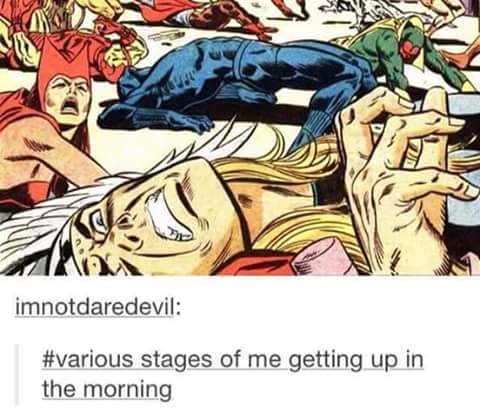 imnotdaredevil:
#various stages of me getting up in
the morning